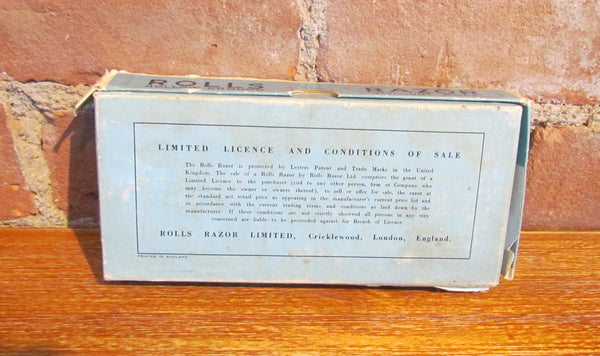 ROLLS RAZOR
LIMITED LICENCE AND CONDITIONS OF SALE
The Rolls Razor is protected by Letters Patent and Trade Marks in the United
Kingdom. The sale of a Rolls Razor by Rolls Razor Ltd. comprises the grant of a
Limited Licence to the purchaser (and to any other person, firm or Company who
may become the owner or owners thereof), to sell or offer for sale, the razor at
the standard net retail price as appearing in the manufacturer's current price list and
in accordance with the current trading terms and conditions as laid down by the
manufacturer. If these conditions are not strictly observed all persons in any way
concerned are liable to be proceeded against for Breach of Licence.
ROLLS RAZOR LIMITED, Cricklewood, London, England.
PRINTED IN ENGLAND